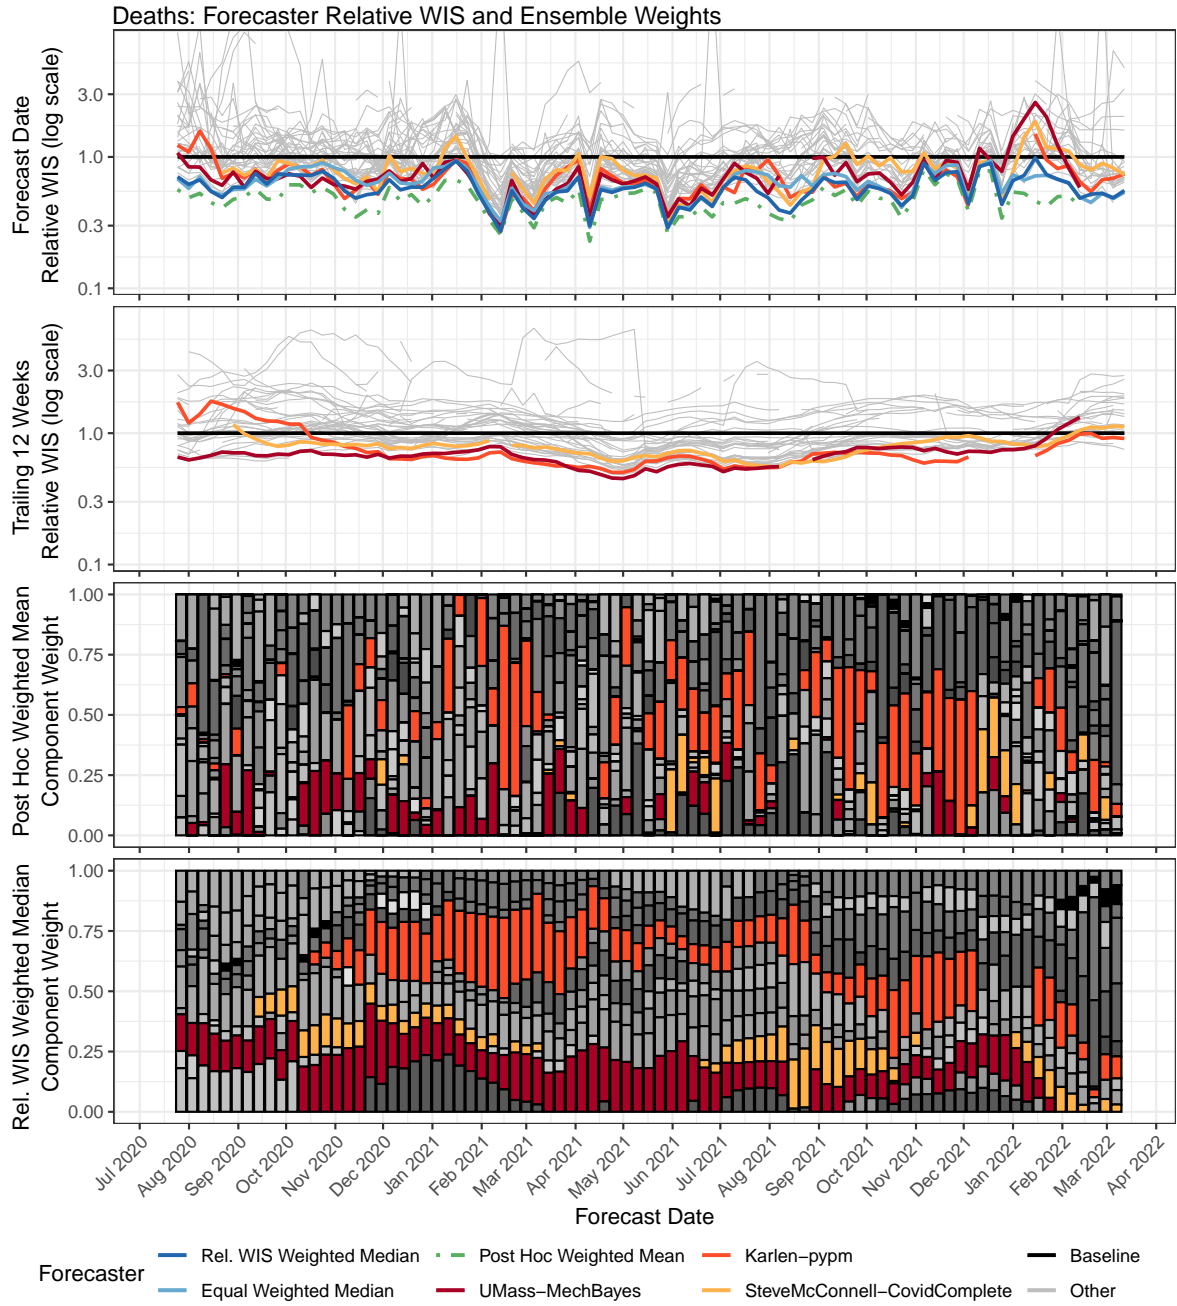 Deaths: Forecaster Relative WIS and Ensemble Weights
Forecast Date
Relative WIS (log scale)
3.0
1.0
0.3
0.1
Trailing 12 Weeks
Relative WIS (log scale)
3.0
1.0
0.3
0.1
Post Hoc Weighted Mean
Component Weight
1.00
0.75
0.50
0.25
0.00
Rel. WIS Weighted Median
Component Weight
1.00
0.75
0.50
0.25
0.00
Jul 2020
Aug 2020
Sep 2020
Oct 2020
Nov 2020
Dec 2020
Jan 2021
Feb 2021
Mar 2021
Apr 2021
May 2021
Jun 2021
Jul 2021
Aug 2021
Sep 2021
Oct 2021
Nov 2021
Dec 2021
Jan 2022
Feb 2022
Mar 2022
Apr 2022
Forecast Date
Forecaster
Rel. WIS Weighted Median
Post Hoc Weighted Mean
Karlen−pypm
Baseline
Equal Weighted Median
UMass−MechBayes
SteveMcConnell−CovidComplete
Other